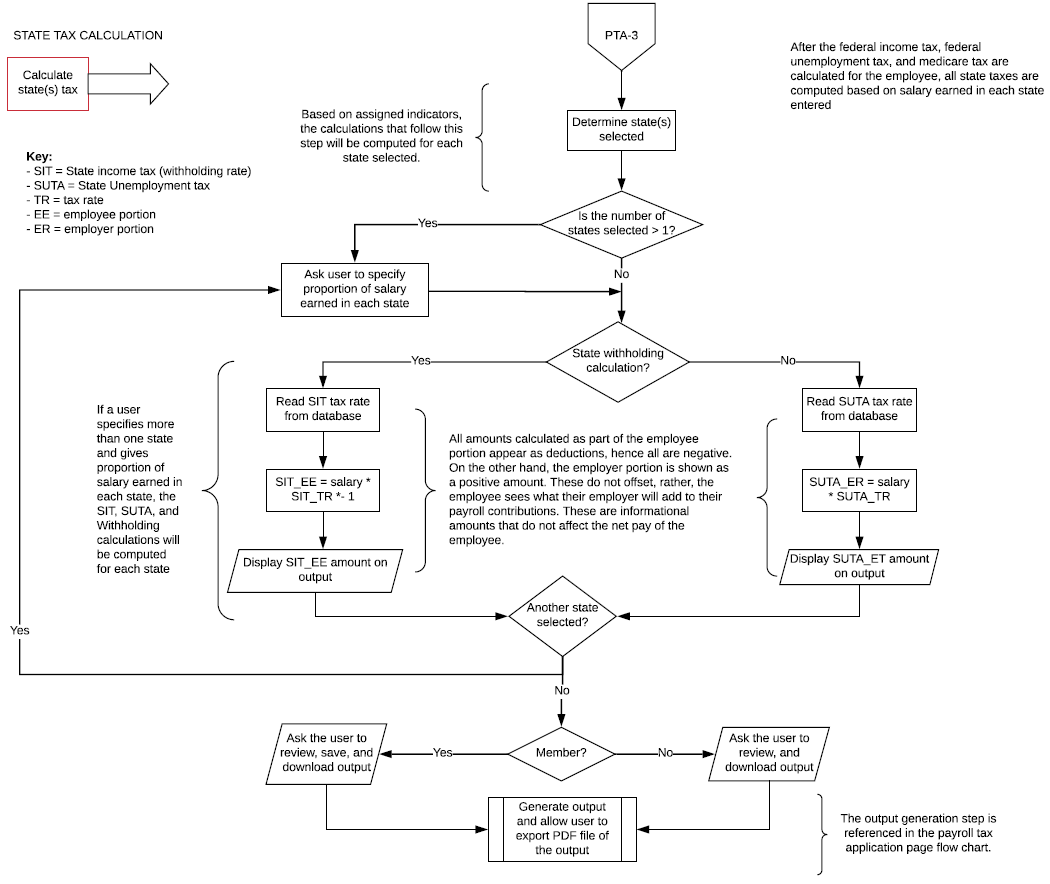 PTA-3
STATE TAX CALCULATION
Calculate
state(s) tax
After the federal income tax, federal
unemployment tax, and medicare tax are
calculated for the employee, all state taxes are
computed based on salary earned in each state
entered
Based on assigned indicators,
the calculations that follow this
step will be computed for each
state selected.
Determine state(s)
selected
Key:
- SIT = State income tax (withholding rate)
- SUTA = State Unemployment tax
- TR = tax rate
- EE = employee portion
- ER = employer portion
Is the number of
states selected > 1?
Yes
No
Ask user to specify
proportion of salary
earned in each state
State withholding
calculation?
Yes
No
Read SIT tax rate
from database
Read SUTA tax rate
from database
If a user
specifies more
than one state
and gives
proportion of
salary earned in
each state, the
SIT, SUTA, and
Withholding
calculations will
be computed
for each state
All amounts calculated as part of the employee
portion appear as deductions, hence all are negative.
On the other hand, the employer portion is shown as
a positive amount. These do not offset, rather, the
employee sees what their employer will add to their
payroll contributions. These are informational
amounts that do not affect the net pay of the
employee.
SIT_EE = salary *
SIT_TR *- 1
SUTA_ER = salary
* SUTA_TR
Display SIT_EE amount on
output
Display SUTA_ET amount
on output
Another state
selected?
Yes
No
Ask the user to
review, save, and
download output
Yes
Member?
No
Ask the user to
review, and
download output
Generate output
and allow user to
export PDF file of
the output
The output generation step is
referenced in the payroll tax
application page flow chart.